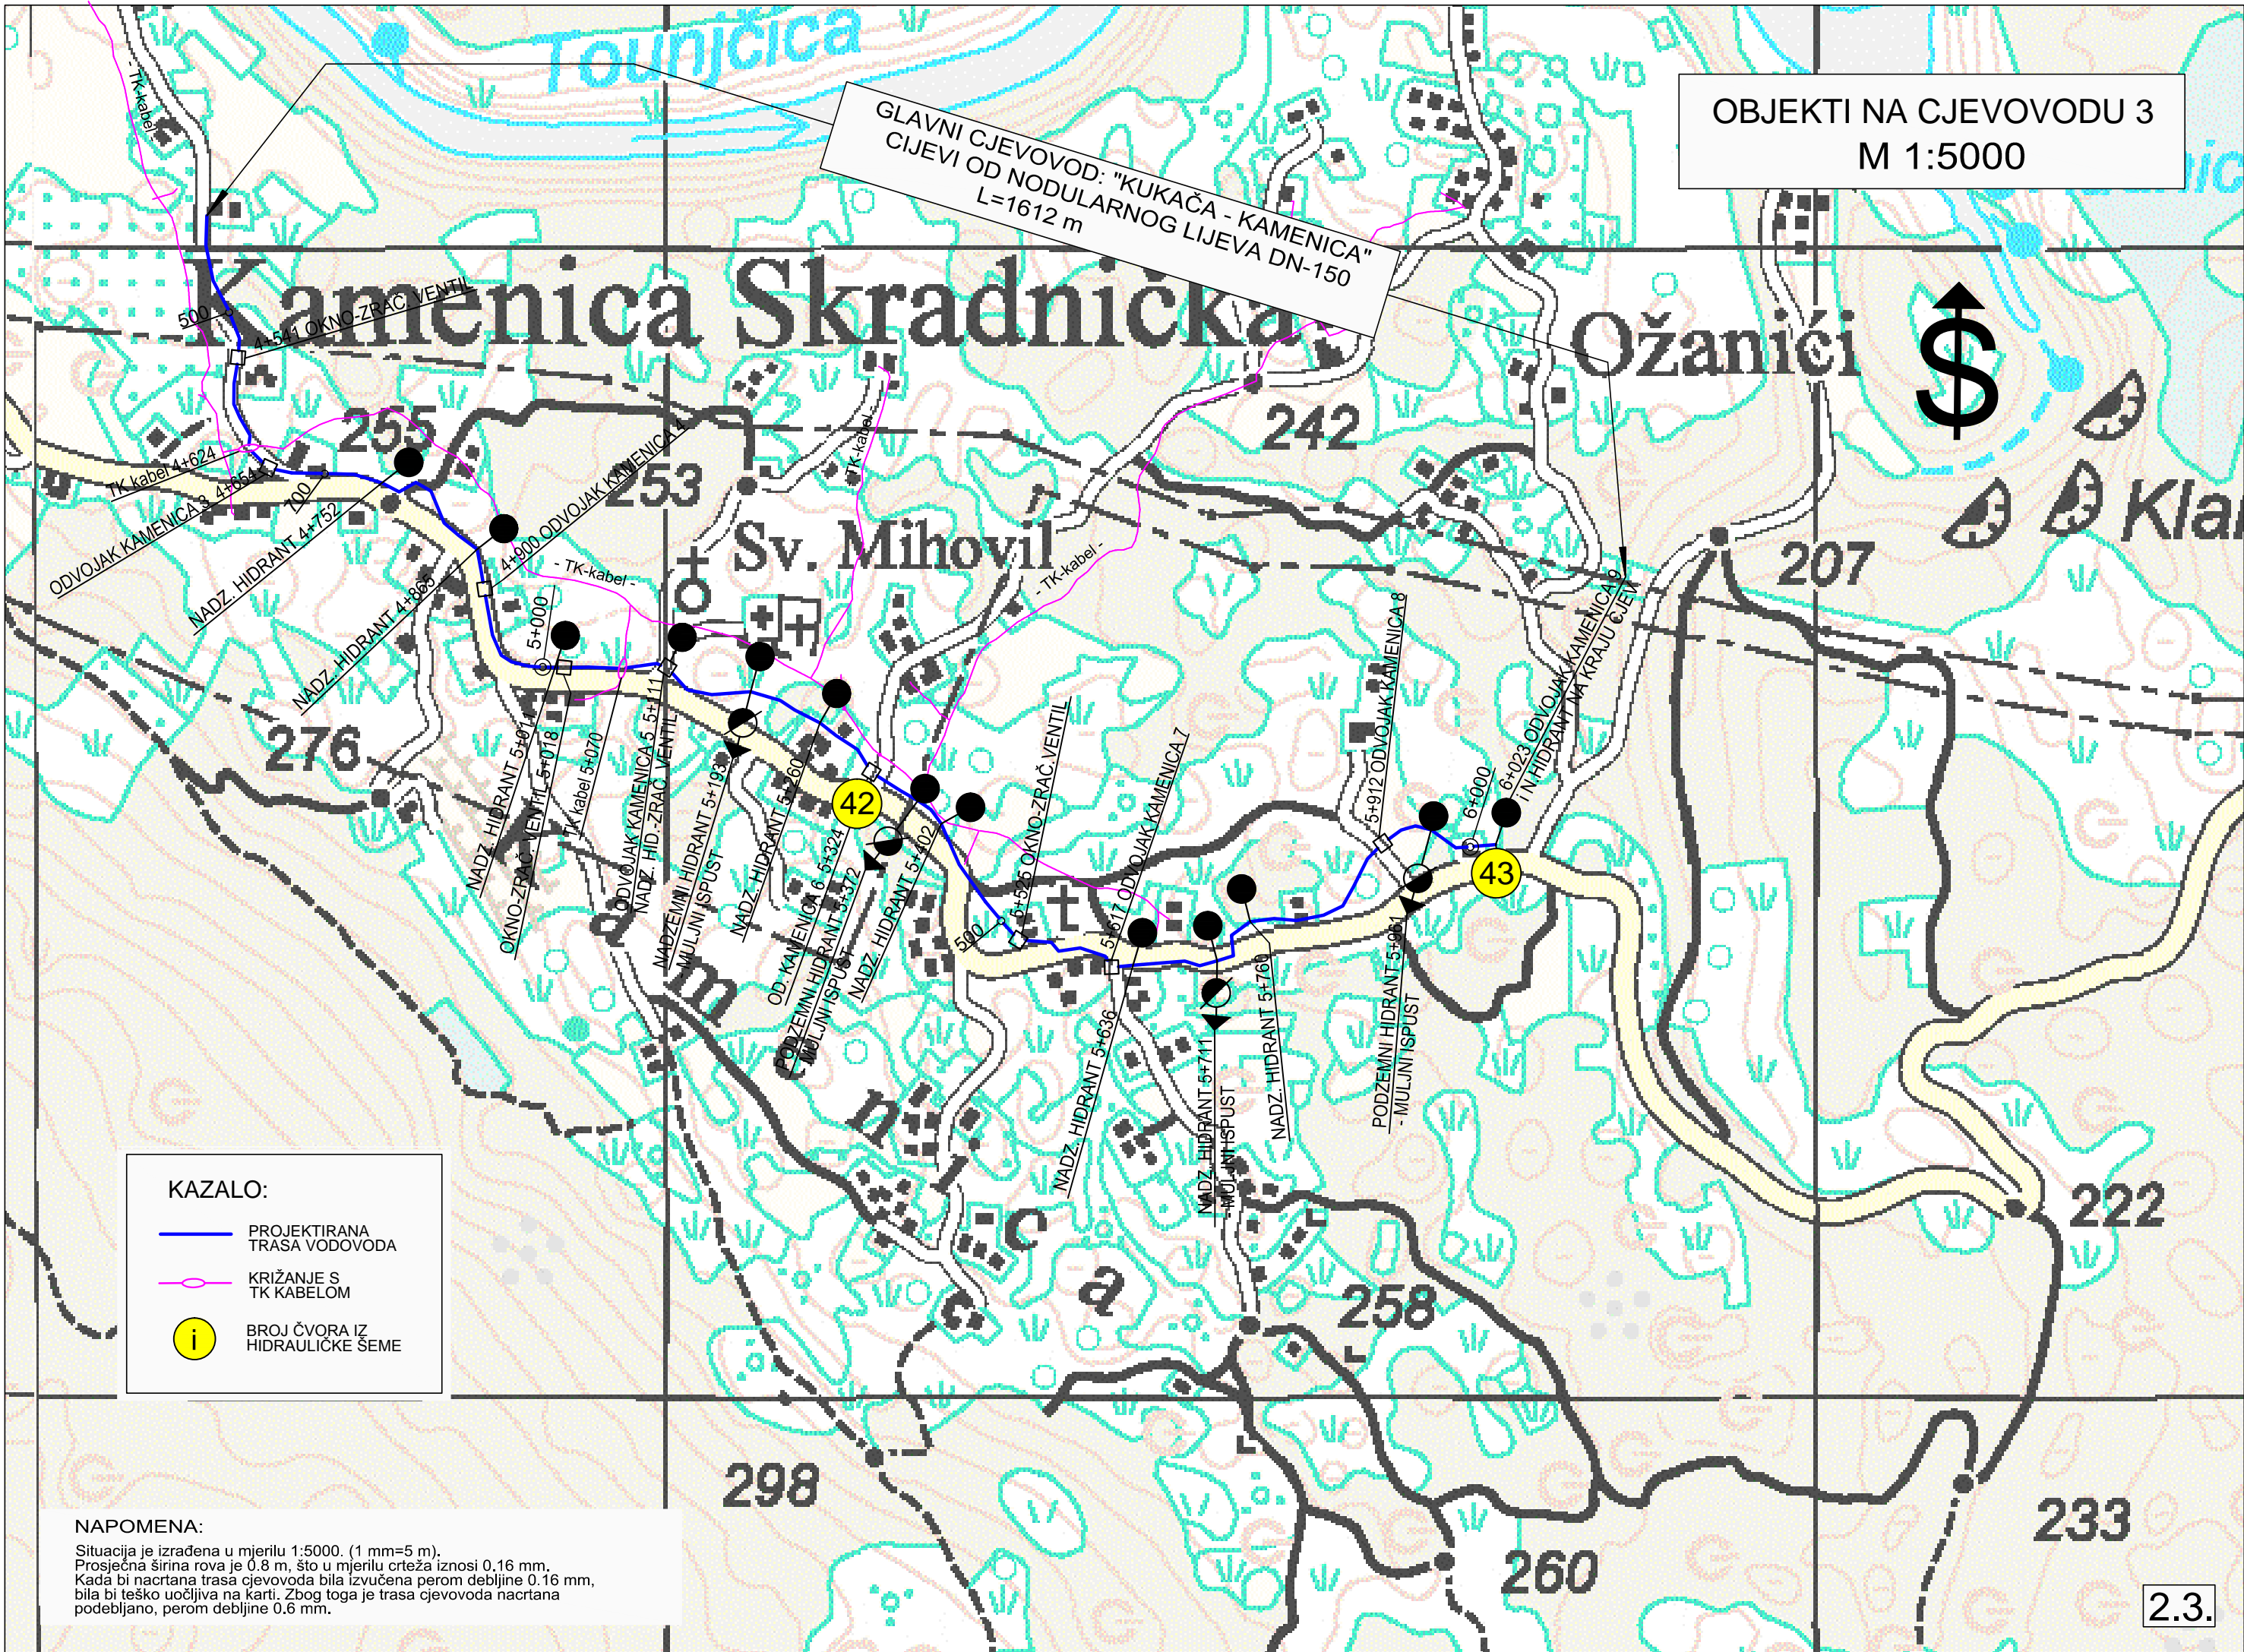 Tounjčica
OBJEKTI NA CJEVOVODU 3
M 1:5000
GLAVNI CJEVOVOD: "KUKAČA - KAMENICA"
CIJEVI OD NODULARNOG LIJEVA DN-150
L=1612 m
- TK-kabel -
Kamenica Skradnička
Ožanići
500
4+541 OKNO-ZRAČ. VENTIL
255
242
253
TK kabel 4+624
ODVOJAK KAMENICA 3 4+654
700
NADZ. HIDRANT 4+752
NADZ. HIDRANT 4+865
4+900 ODVOJAK KAMENICA 4
- TK-kabel -
- TK-kabel -
- TK-kabel -
Sv. Mihovil
207
5+000
276
NADZ. HIDRANT 5+011
OKNO-ZRAČ. VENTIL 5+018
TK kabel 5+070
ODVOJAK KAMENICA 5 5+111
NADZ. HID.-ZRAČ. VENTIL
NADZEMNI HIDRANT 5+193
- MULJNI ISPUST
NADZ. HIDRANT 5+260
42
OD. KAMENICA 6 5+324
PODZEMNI HIDRANT 5+372
- MULJNI ISPUST
NADZ. HIDRANT 5+402
500
5+525 OKNO-ZRAČ.VENTIL
5+617 ODVOJAK KAMENICA 7
NADZ. HIDRANT 5+636
NADZ. HIDRANT 5+711
- MULJNI ISPUST
NADZ. HIDRANT 5+760
5+912 ODVOJAK KAMENICA 8
PODZEMNI HIDRANT 5+961
- MULJNI ISPUST
6+000
6+023 ODVOJAK KAMENICA 9
i N.HIDRANT NA KRAJU CJEV.
43
222
258
298
260
233
KAZALO:
PROJEKTIRANA
TRASA VODOVODA
KRIŽANJE S
TK KABELOM
i
BROJ ČVORA IZ
HIDRAULIČKE ŠEME
NAPOMENA:
Situacija je izrađena u mjerilu 1:5000. (1 mm=5 m).
Prosječna širina rova je 0.8 m, što u mjerilu crteža iznosi 0,16 mm.
Kada bi nacrtana trasa cjevovoda bila izvučena perom debljine 0.16 mm,
bila bi teško uočljiva na karti. Zbog toga je trasa cjevovoda nacrtana
podebljano, perom debljine 0.6 mm.
2.3.